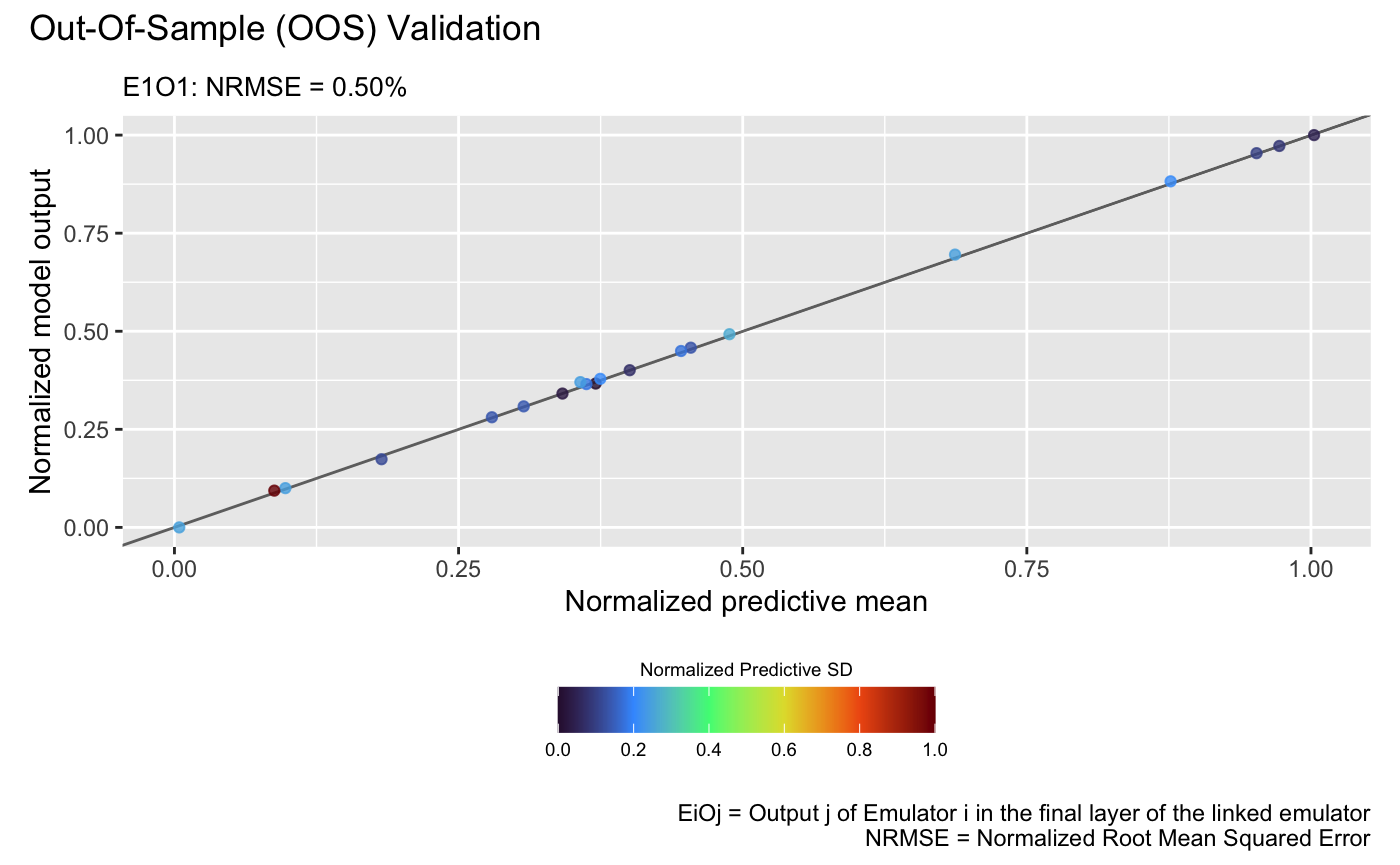 Out-Of-Sample (OOS) Validation
E1O1: NRMSE = 0.50%
Normalized model output
1.00
0.75
0.50
0.25
0.00
0.00 0.25 0.50 0.75 1.00
Normalized predictive mean
Normalized Predictive SD
0.0 0.2 0.4 0.6 0.8 1.0
EiOj = Output j of Emulator i in the final layer of the linked emulator
NRMSE = Normalized Root Mean Squared Error